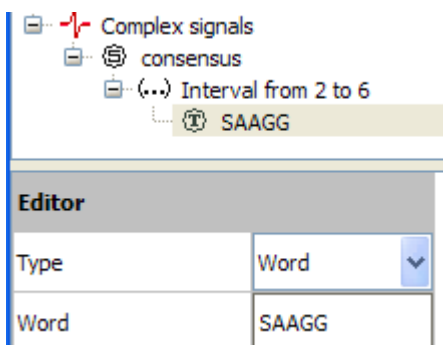 Complex signals
consensus
(...) Interval from 2 to 6
SAAGG
Editor
Type Word
Word SAAGG